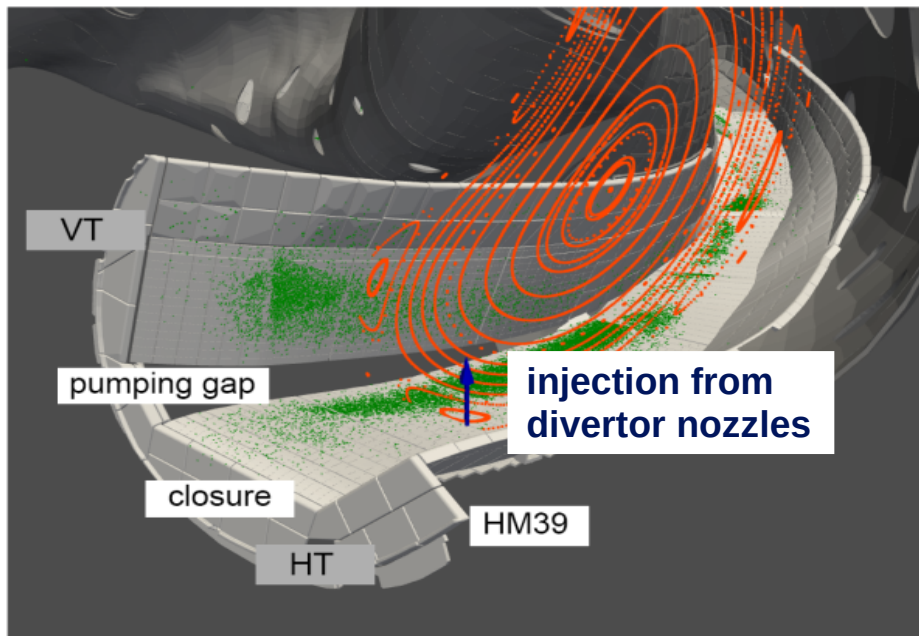 VT
pumping gap
injection from
divertor nozzles
closure
HM39
HT